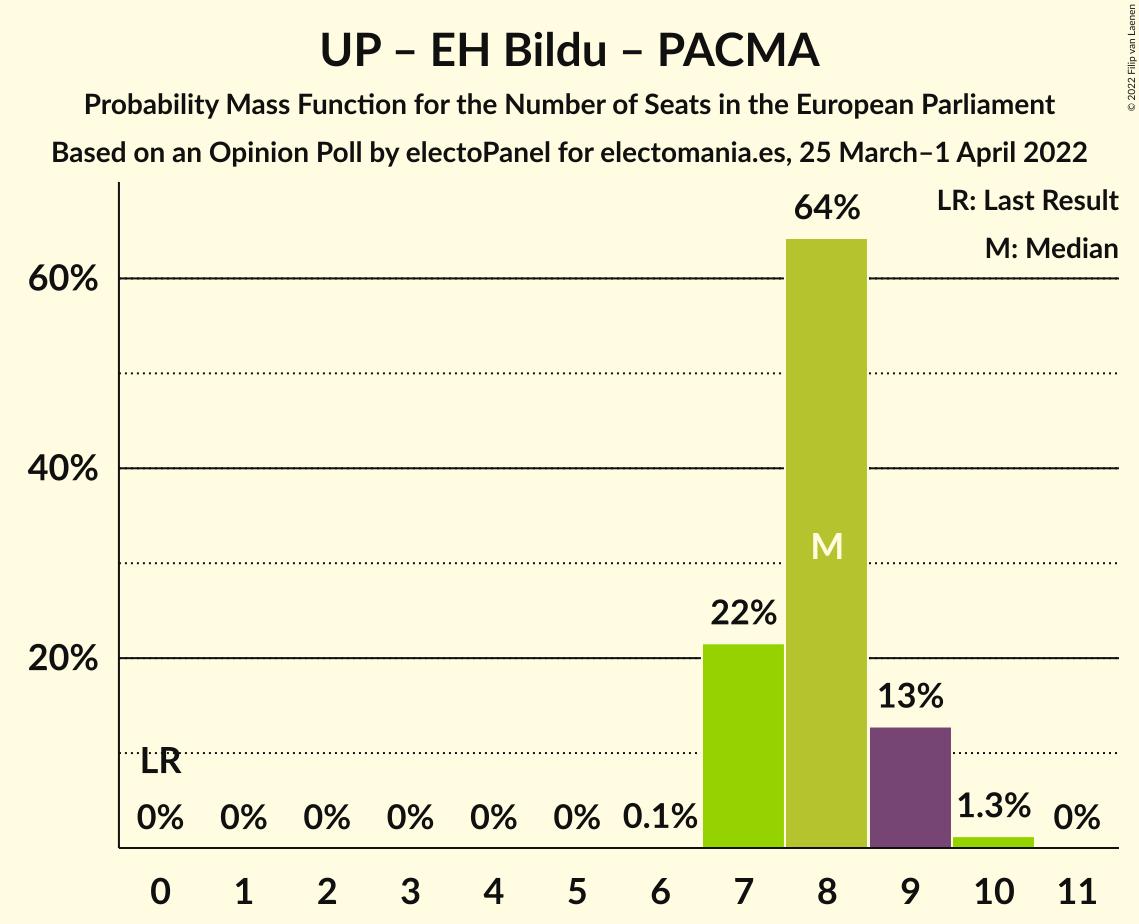 UP – EH Bildu – PACMA
Probability Mass Function for the Number of Seats in the European Parliament
Based on an Opinion Poll by electoPanel for electomania.es, 25 March–1 April 2022
© 2022 Filip van Laenen
LR: Last Result
M: Median
60%
40%
20%
LR
0% 0% 0% 0% 0% 0% 0.1% 22% 64% 13% 1.3% 0%
M
0 1 2 3 4 5 6 7 8 9 10 11